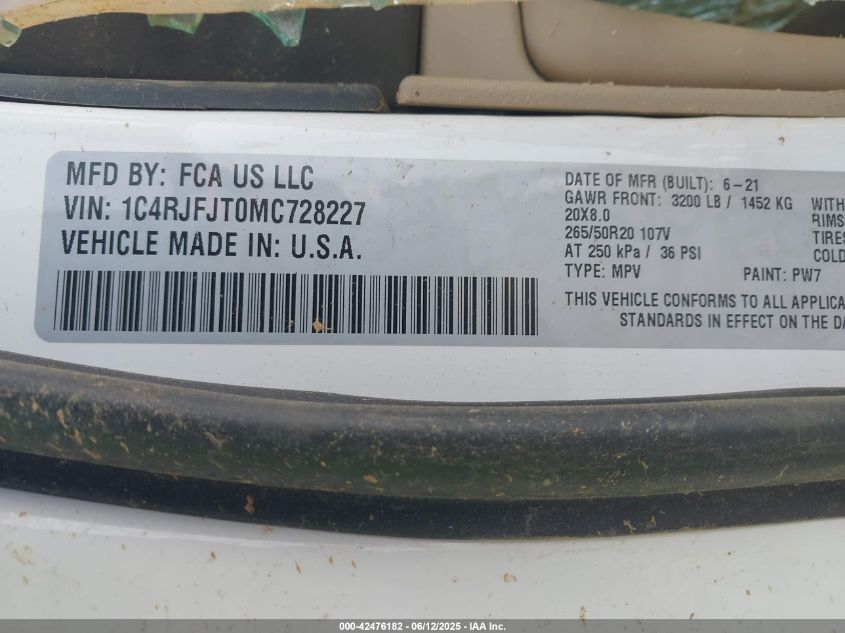 MFD BY: FCA US LLC
VIN: 1C4RJFJT0MC728227
VEHICLE MADE IN: U.S.A.
DATE OF MFR (BUILT): 6-21
GAWR FRONT: 3200 LB / 1452 KG WITH
20X8.0 RIMS
265/50R20 107V TIRES
AT 250 kPa / 36 PSI COLD
TYPE: MPV PAINT: PW7
THIS VEHICLE CONFORMS TO ALL APPLICA
STANDARDS IN EFFECT ON THE DA
000-42476182 - 06/12/2025 - IAA Inc.